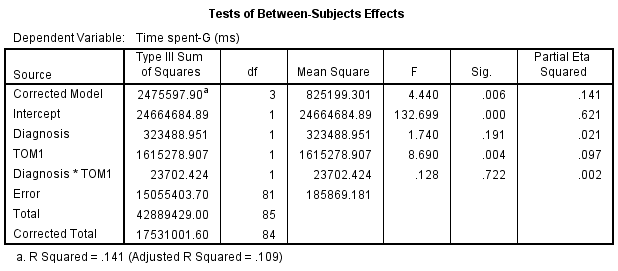 Tests of Between-Subjects Effects
Dependent Variable: Time spent-G (ms)
Source Type III Sum of Squares df Mean Square F Sig. Partial Eta Squared
Corrected Model 2475597.90a 3 825199.301 4.440 .006 .141
Intercept 24664684.89 1 24664684.89 132.699 .000 .621
Diagnosis 323488.951 1 323488.951 1.740 .191 .021
TOM1 1615278.907 1 1615278.907 8.690 .004 .097
Diagnosis * TOM1 23702.424 1 23702.424 .128 .722 .002
Error 15055403.70 81 185869.181
Total 42889429.00 85
Corrected Total 17531001.60 84
a. R Squared = .141 (Adjusted R Squared = .109)